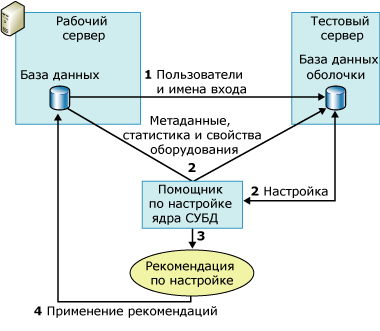 Рабочий
сервер
Тестовый
сервер
База данных
База данных
оболочки
1 Пользователи
и имена входа
Метаданные,
статистика и свойства
оборудования
2
Помощник
по настройке
ядра СУБД
2 Настройка
3
Рекомендация
по настройке
4 Применение рекомендаций